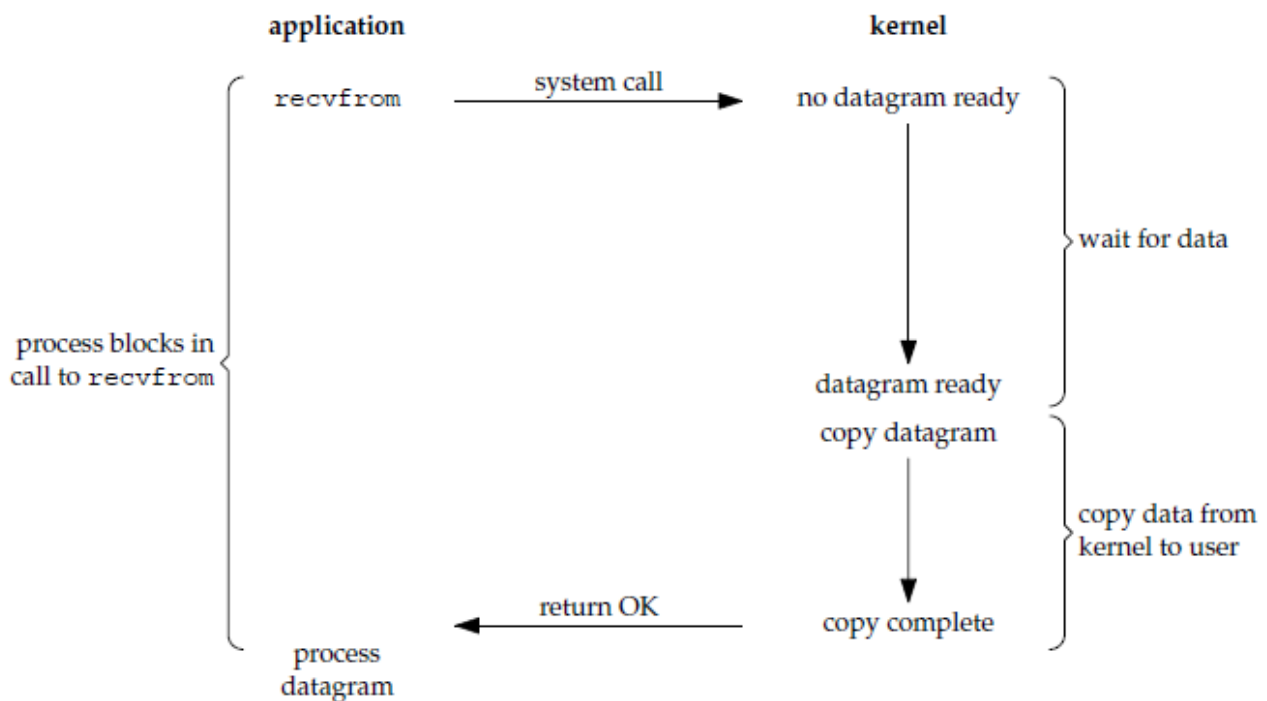 application
kernel
recvfrom
system call
no datagram ready
wait for data
process blocks in
call to recvfrom
datagram ready
copy datagram
copy data from
kernel to user
return OK
copy complete
process
datagram